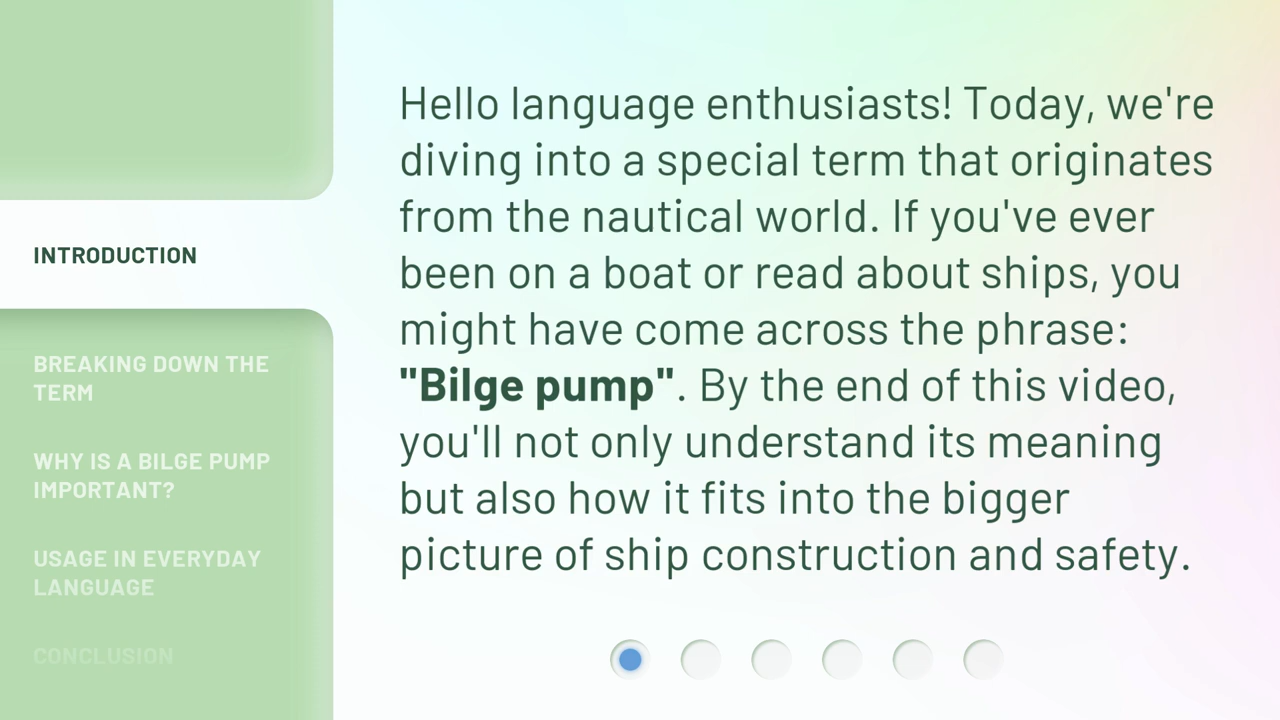 INTRODUCTION
BREAKING DOWN THE
TERM
WHY IS A BILGE PUMP
IMPORTANT?
USAGE IN EVERYDAY
LANGUAGE
CONCLUSION
Hello language enthusiasts! Today, we're
diving into a special term that originates
from the nautical world. If you've ever
been on a boat or read about ships, you
might have come across the phrase:
"Bilge pump". By the end of this video,
you'll not only understand its meaning
but also how it fits into the bigger
picture of ship construction and safety.